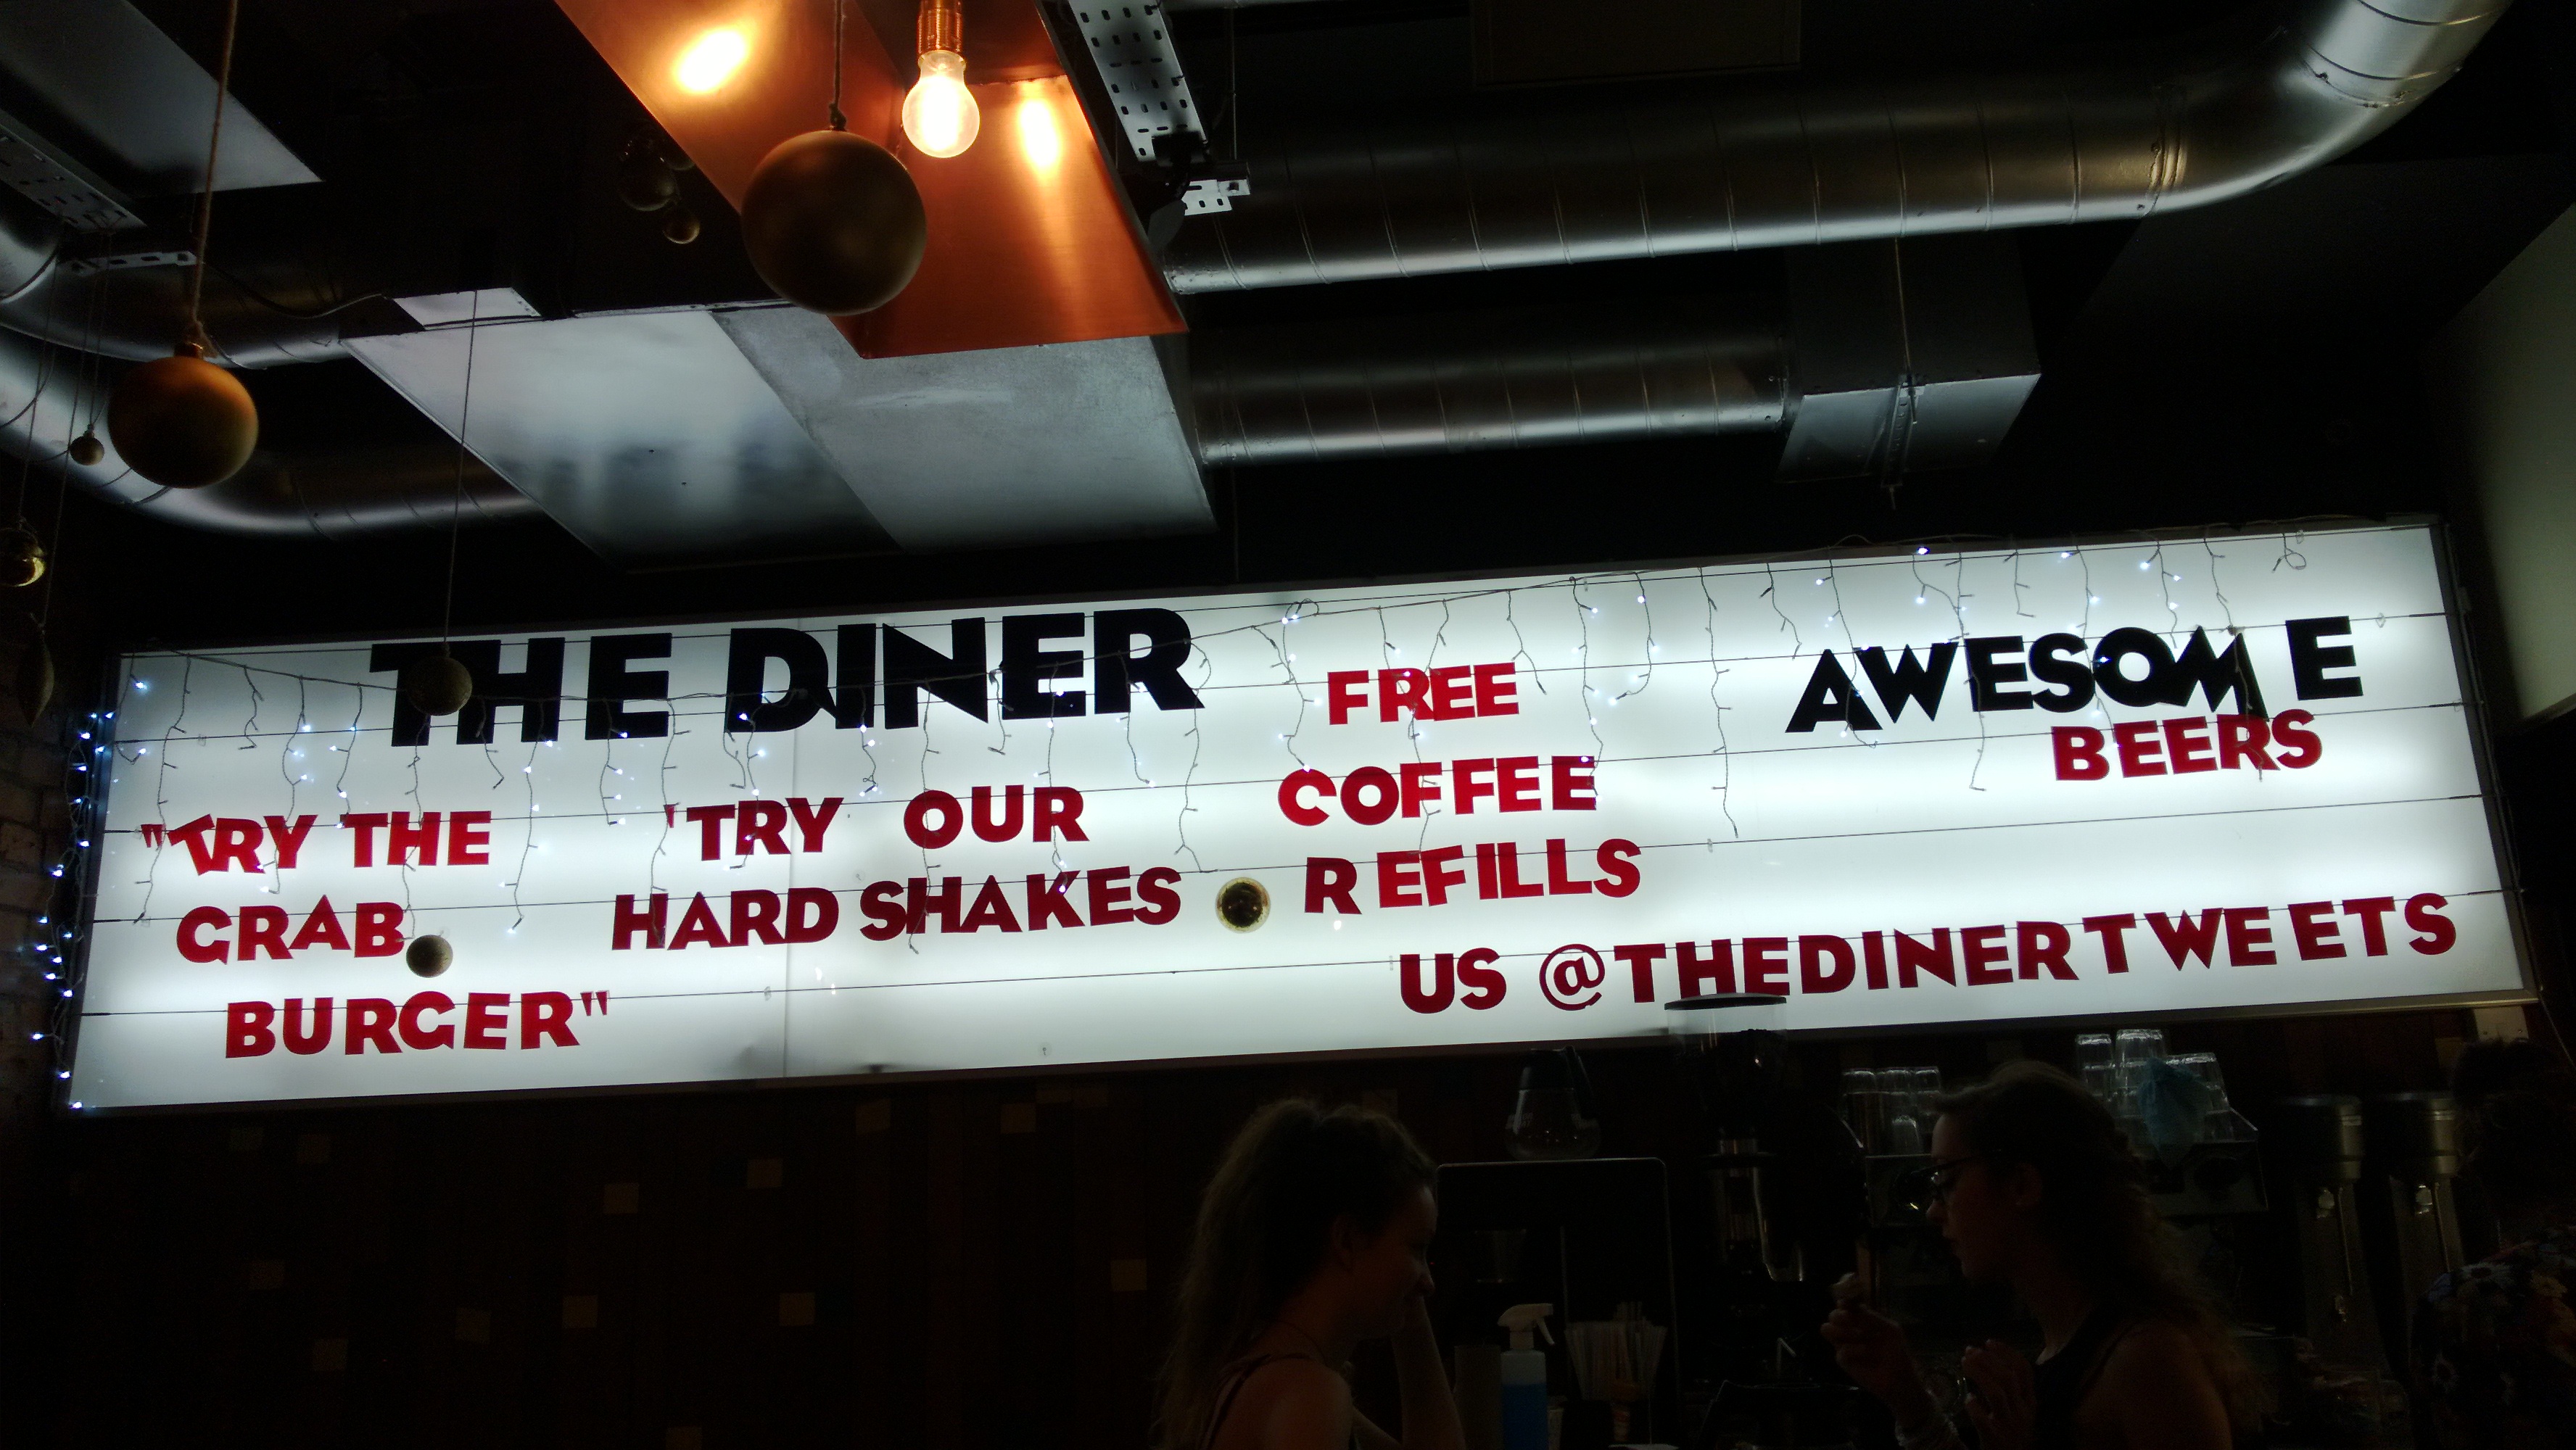 THE DINER
"TRY THE
GRAB
BURGER"
'TRY OUR
HARD SHAKES
FREE
COFFEE
REFILLS
AWESOME
BEERS
US @THEDINERTWEETS